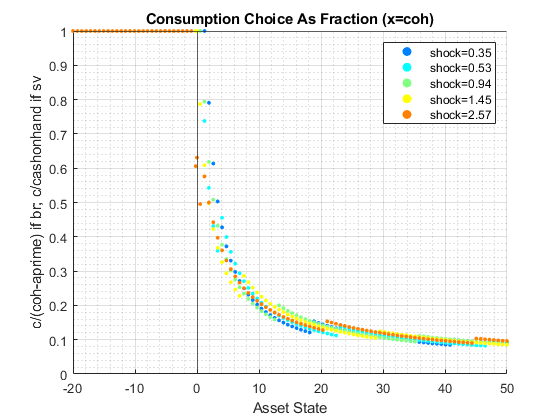 Consumption Choice As Fraction (x=coh)
c/(coh-aprime) if br, c/cashonhand if sv
1
0.9
0.8
0.7
0.6
0.5
0.4
0.3
0.2
0.1
0
shock=0.35
shock=0.53
shock=0.94
shock=1.45
shock=2.57
-20 -10 0 10 20 30 40 50
Asset State